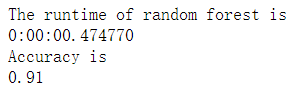 The runtime of random forest is
0:00:00.474770
Accuracy is
0.91